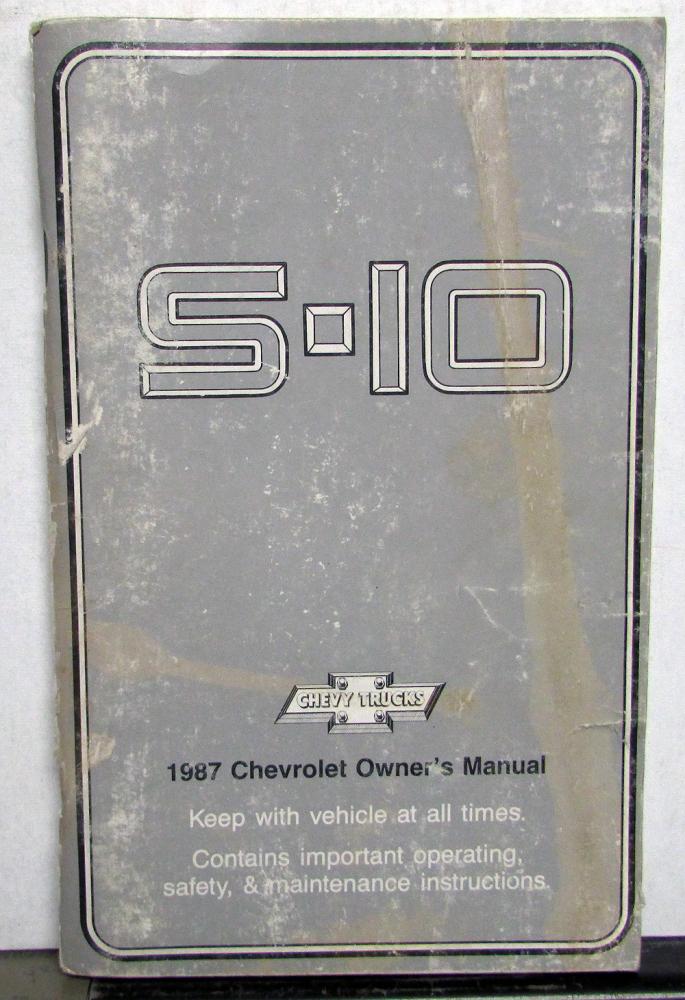 S-10
CHEVY TRUCKS
1987 Chevrolet Owner's Manual
Keep with vehicle at all times.
Contains important operating,
safety, & maintenance instructions.